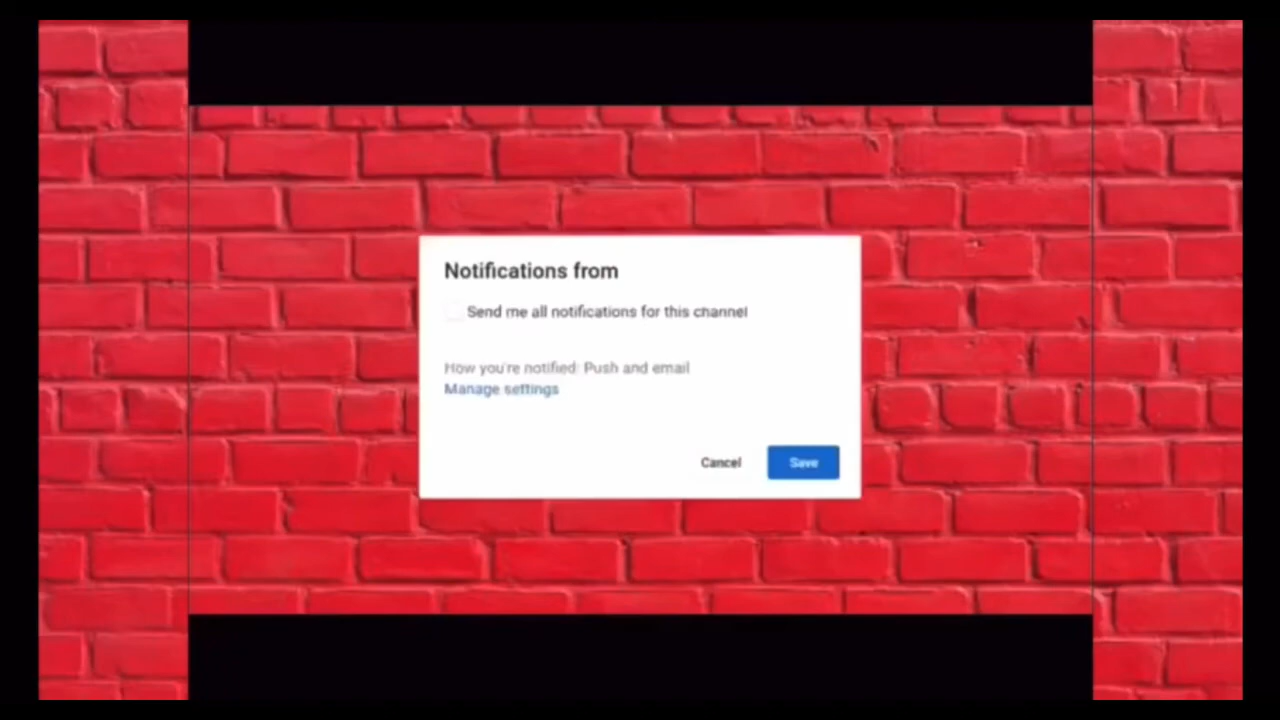 Notifications from
Send me all notifications for this channel
How you're notified: Push and email
Manage settings
Cancel
Save